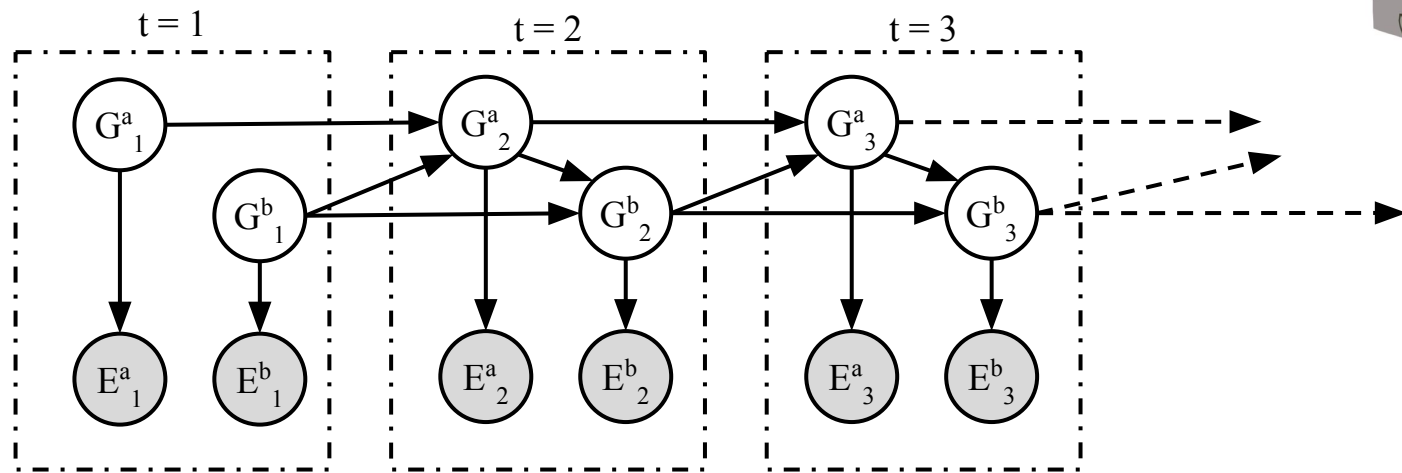 t = 1 t = 2 t = 3
Gᵃ₁ Gᵃ₂ Gᵃ₃
Gᵇ₁ Gᵇ₂ Gᵇ₃
Eᵃ₁ Eᵇ₁ Eᵃ₂ Eᵇ₂ Eᵃ₃ Eᵇ₃